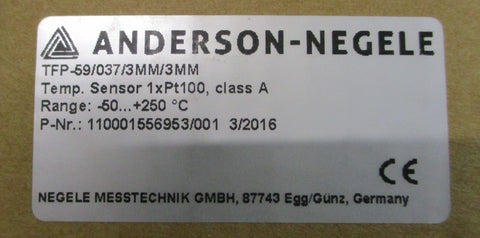 ANDERSON-NEGELE
TFP-59/037/3MM/3MM
Temp. Sensor 1xPt100, class A
Range: -50...+250 °C
P-Nr.: 110001556953/001 3/2016
CE
NEGELE MESSTECHNIK GMBH, 87743 Egg/Günz, Germany